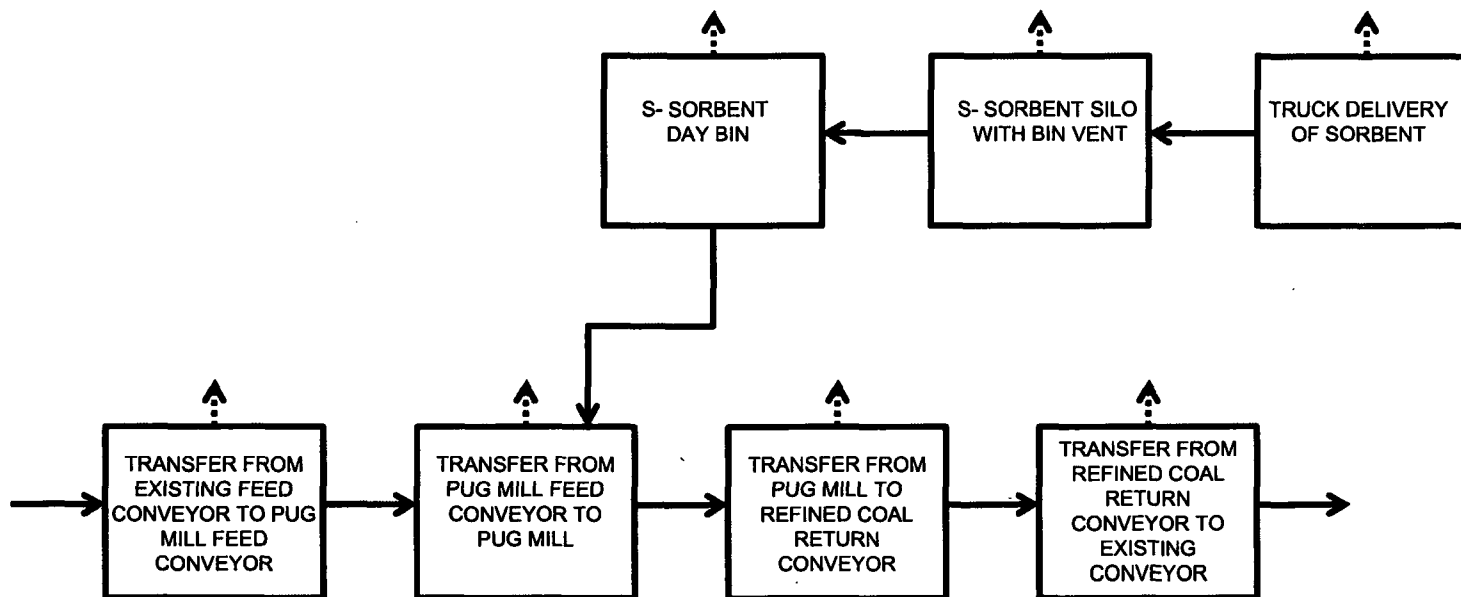 S- SORBENT
DAY BIN
S- SORBENT SILO
WITH BIN VENT
TRUCK DELIVERY
OF SORBENT
TRANSFER FROM
EXISTING FEED
CONVEYOR TO PUG
MILL FEED
CONVEYOR
TRANSFER FROM
PUG MILL FEED
CONVEYOR TO
PUG MILL
TRANSFER FROM
PUG MILL TO
REFINED COAL
RETURN
CONVEYOR
TRANSFER FROM
REFINED COAL
RETURN
CONVEYOR TO
EXISTING
CONVEYOR